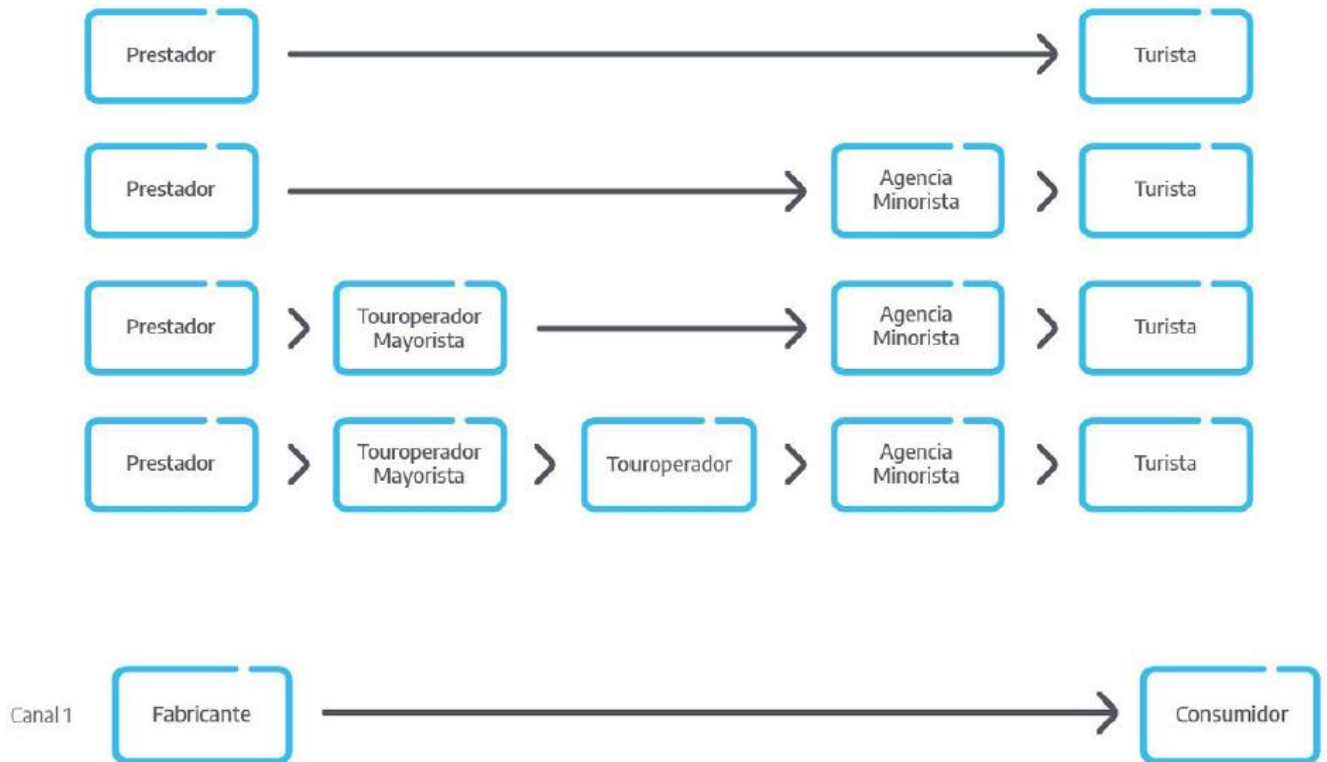 Prestador
Turista
Prestador
Agencia
Minorista
Turista
Prestador
Touroperador
Mayorista
Agencia
Minorista
Turista
Prestador
Touroperador
Mayorista
Touroperador
Agencia
Minorista
Turista
Canal 1
Fabricante
Consumidor